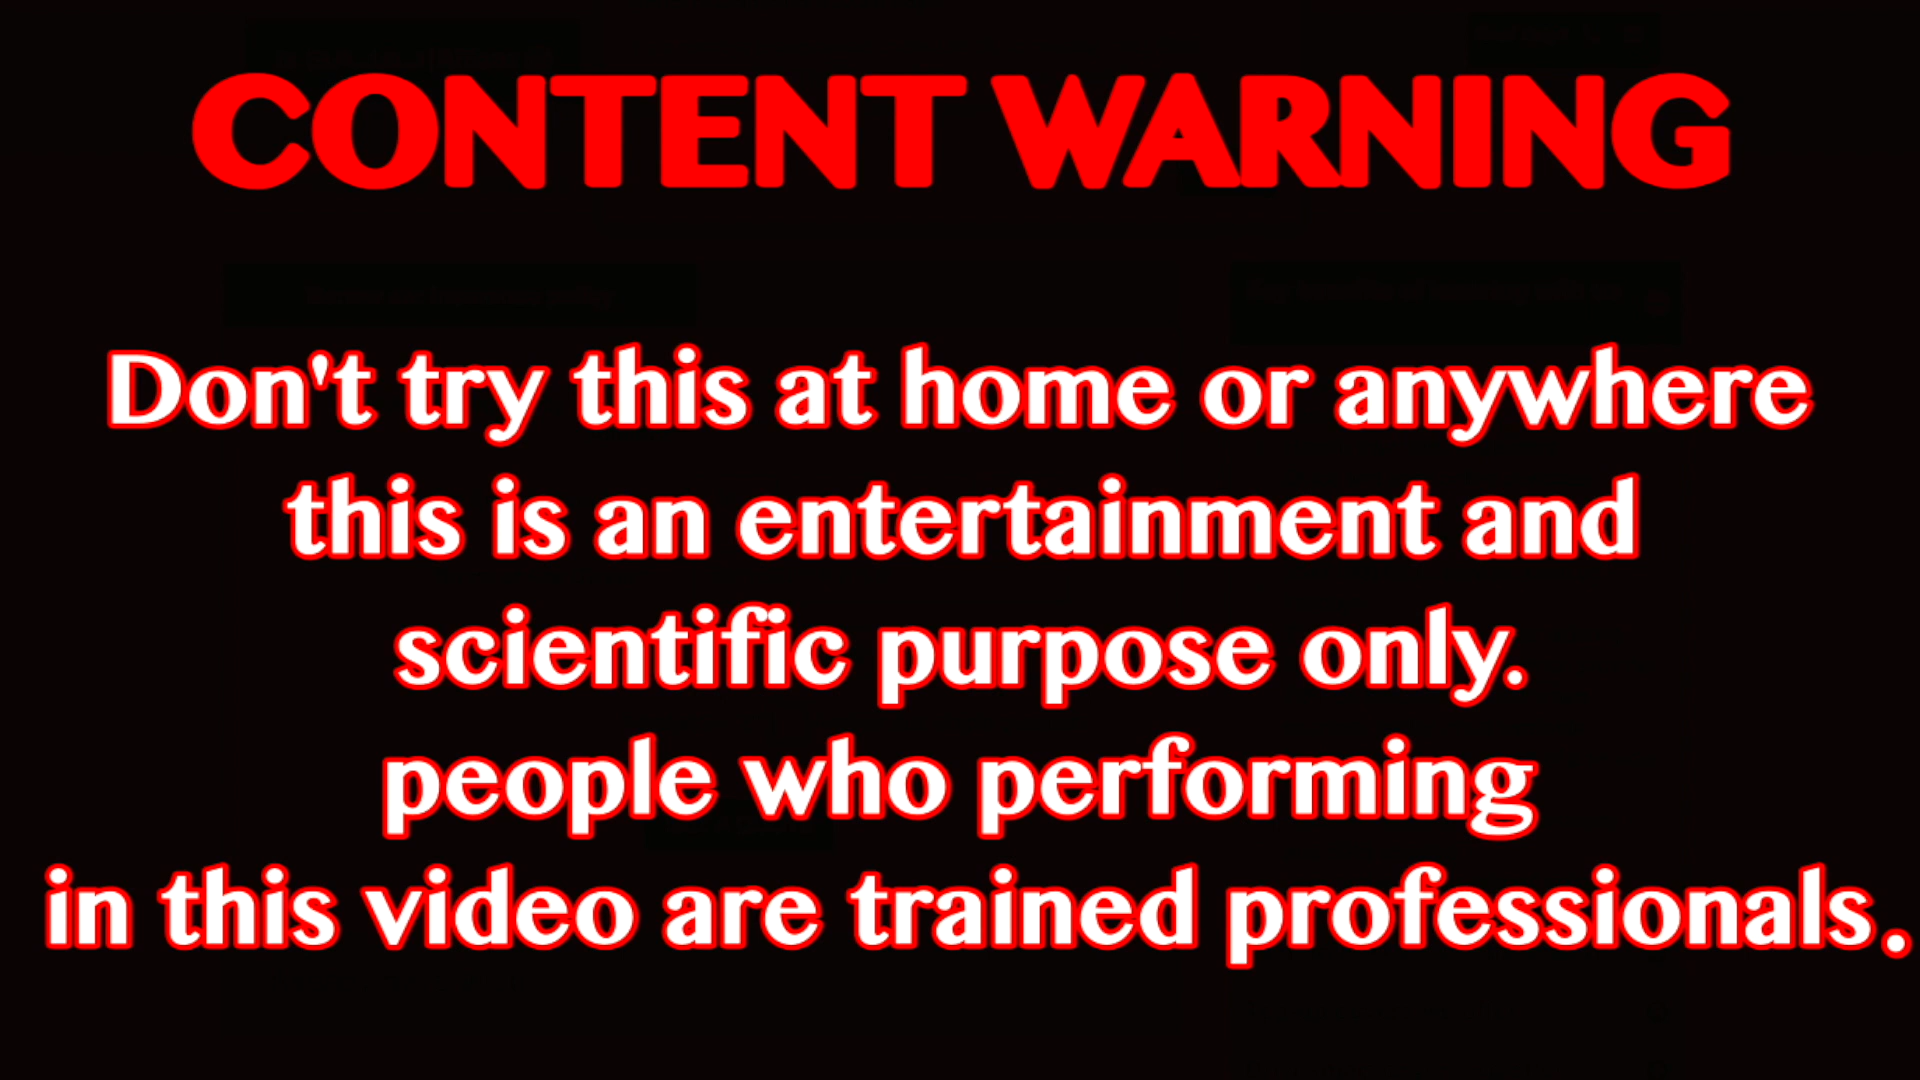 CONTENT WARNING
Don't try this at home or anywhere
this is an entertainment and
scientific purpose only.
people who performing
in this video are trained professionals.